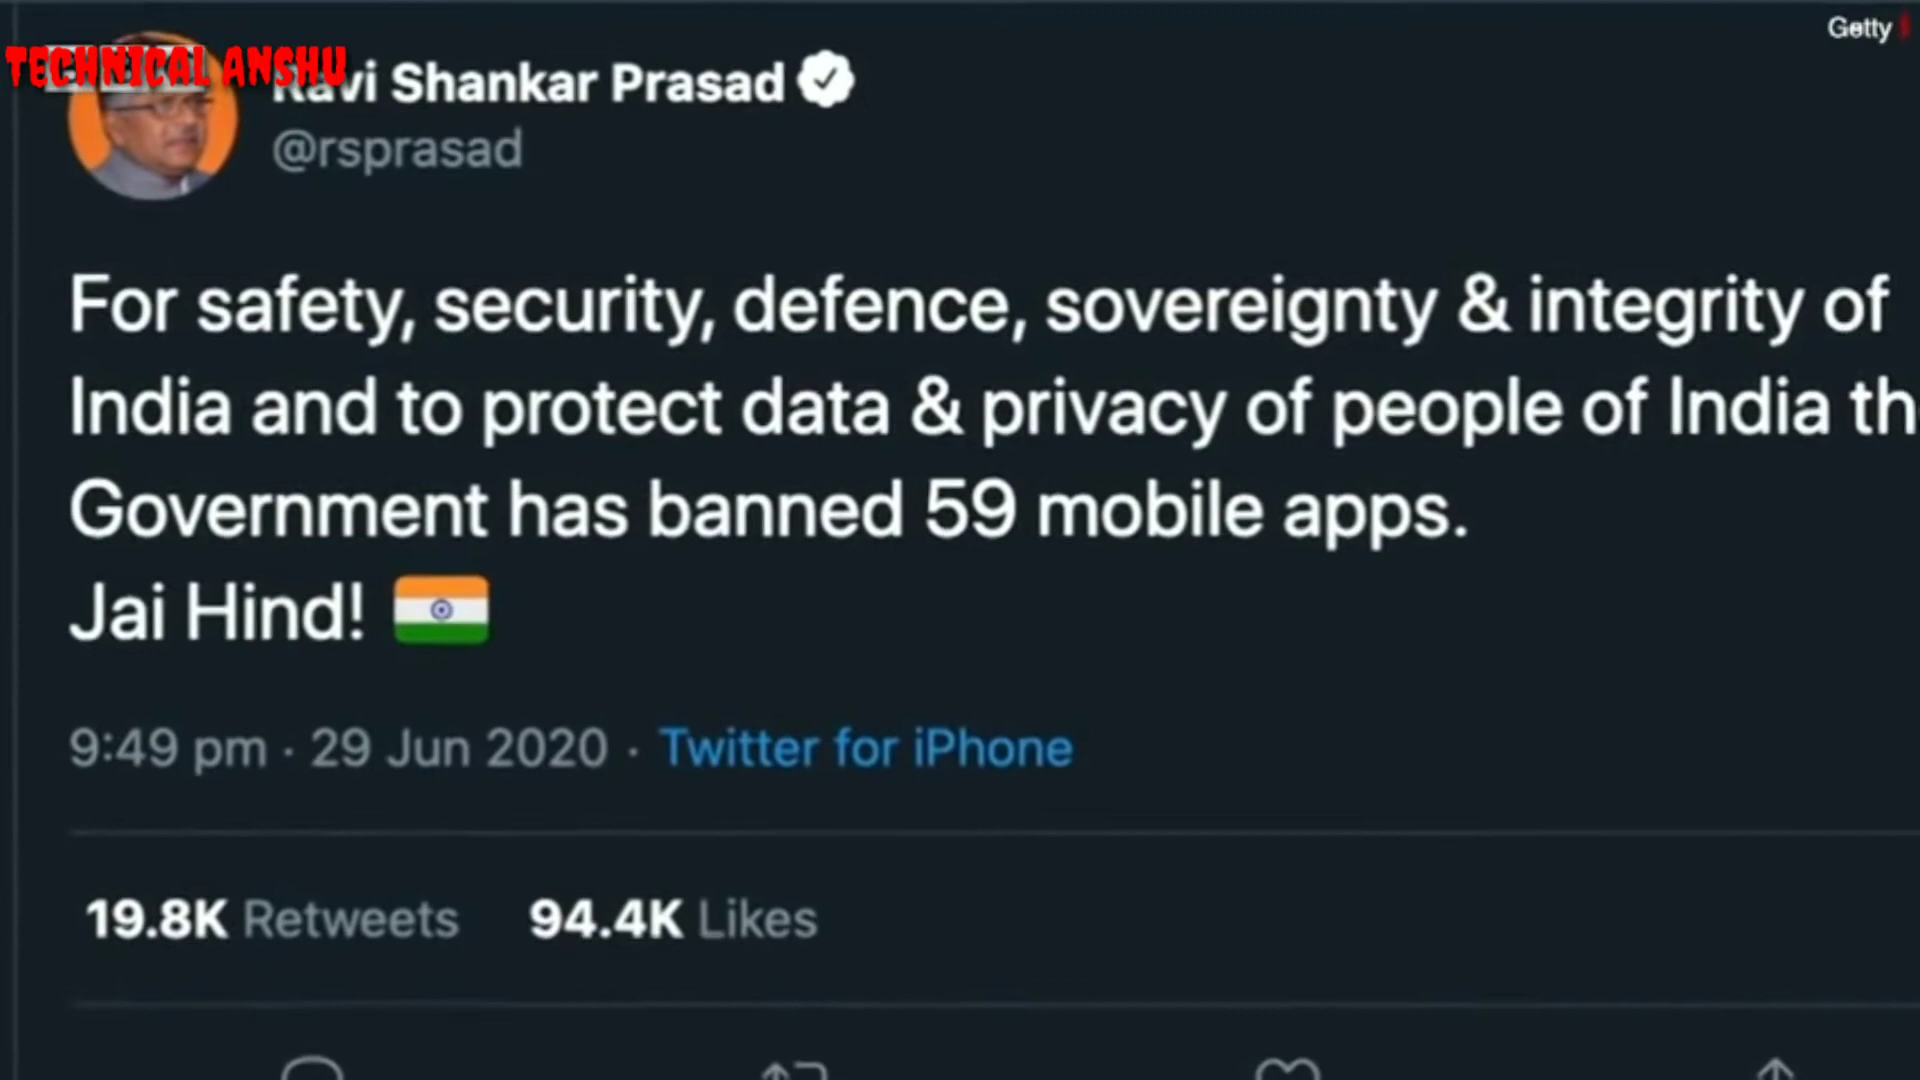 Getty
TECHNICAL ANSHU
Ravi Shankar Prasad
@rsprasad
For safety, security, defence, sovereignty & integrity of
India and to protect data & privacy of people of India th
Government has banned 59 mobile apps.
Jai Hind!
9:49 pm · 29 Jun 2020 · Twitter for iPhone
19.8K Retweets 94.4K Likes